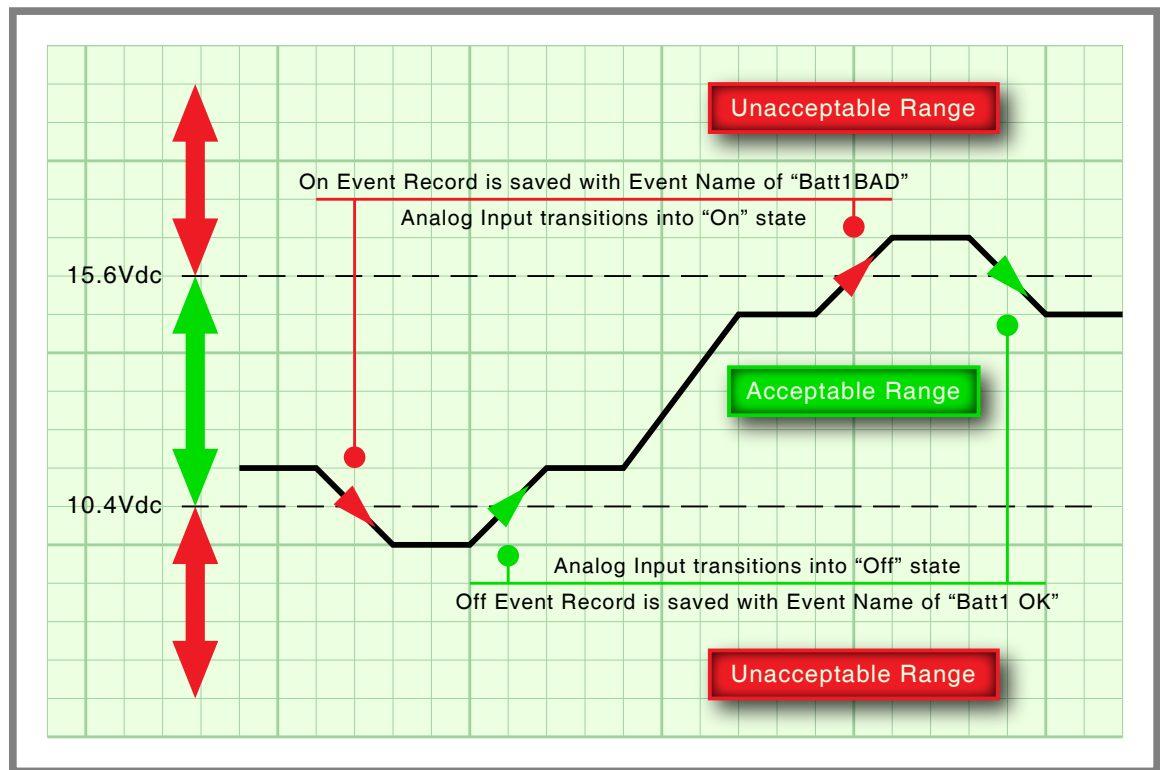 Unacceptable Range
On Event Record is saved with Event Name of “Batt1BAD”
Analog Input transitions into “On” state
15.6Vdc
Acceptable Range
10.4Vdc
Analog Input transitions into “Off” state
Off Event Record is saved with Event Name of “Batt1 OK”
Unacceptable Range